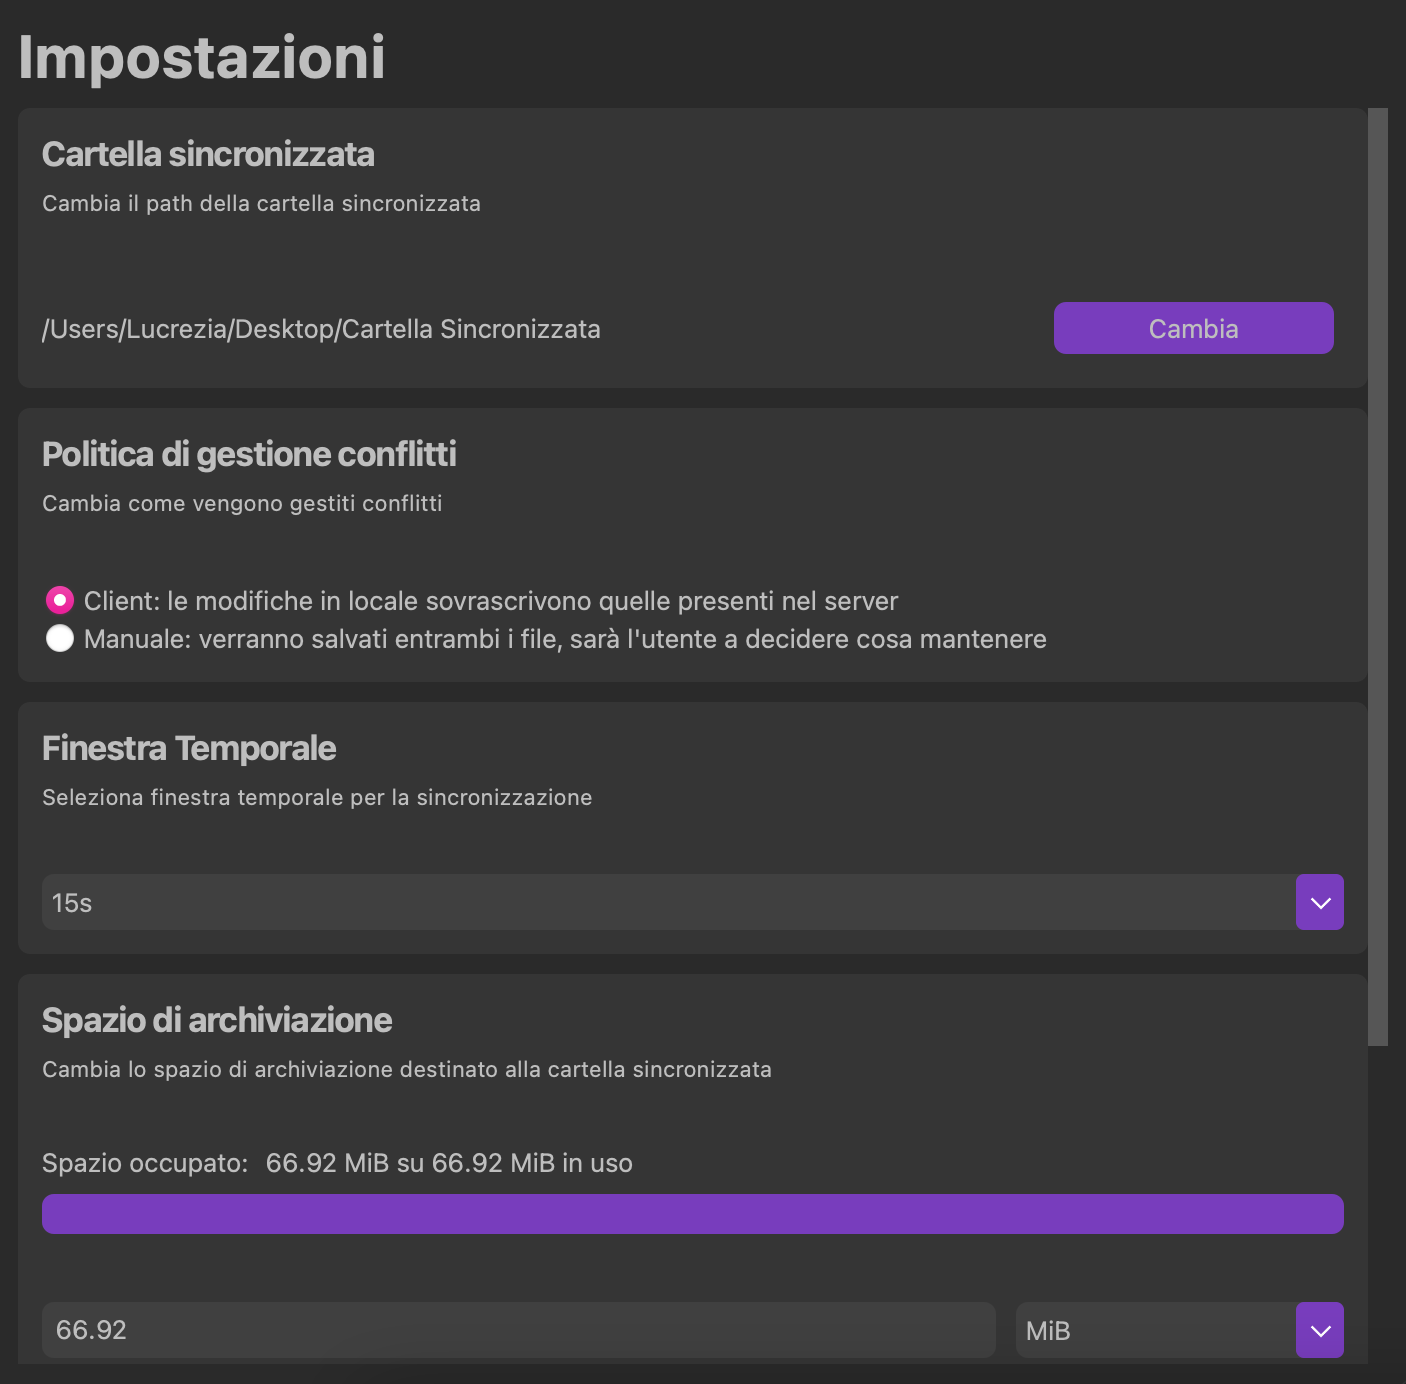 Impostazioni
Cartella sincronizzata
Cambia il path della cartella sincronizzata
/Users/Lucrezia/Desktop/Cartella Sincronizzata
Cambia
Politica di gestione conflitti
Cambia come vengono gestiti conflitti
Client: le modifiche in locale sovrascrivono quelle presenti nel server
Manuale: verranno salvati entrambi i file, sarà l'utente a decidere cosa mantenere
Finestra Temporale
Seleziona finestra temporale per la sincronizzazione
15s
Spazio di archiviazione
Cambia lo spazio di archiviazione destinato alla cartella sincronizzata
Spazio occupato: 66.92 MiB su 66.92 MiB in uso
66.92
MiB